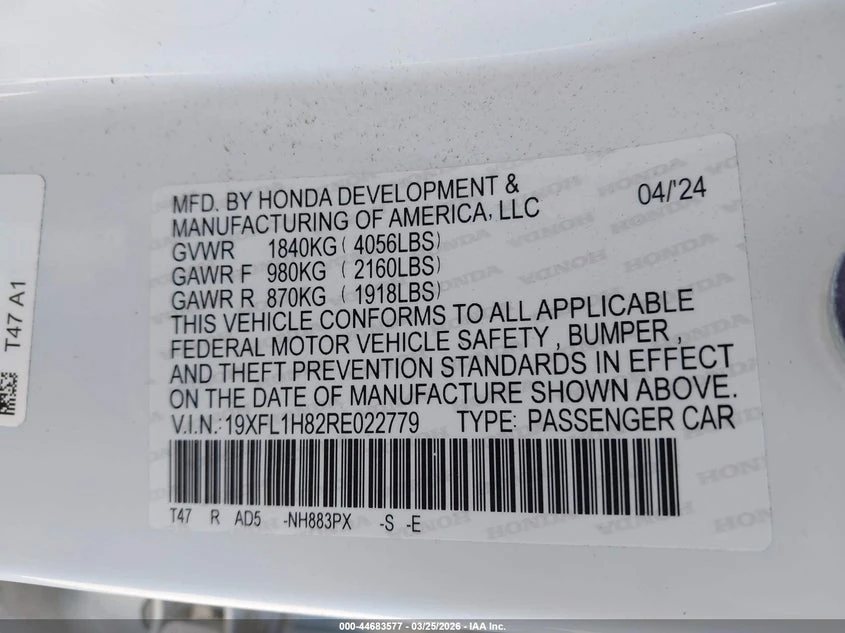 MFD. BY HONDA DEVELOPMENT &
MANUFACTURING OF AMERICA, LLC
04/'24
GVWR 1840KG ( 4056LBS)
GAWR F 980KG ( 2160LBS)
GAWR R 870KG ( 1918LBS)
THIS VEHICLE CONFORMS TO ALL APPLICABLE
FEDERAL MOTOR VEHICLE SAFETY , BUMPER ,
AND THEFT PREVENTION STANDARDS IN EFFECT
ON THE DATE OF MANUFACTURE SHOWN ABOVE.
V.I.N.:19XFL1H82RE022779 TYPE: PASSENGER CAR
T47 R AD5 -NH883PX -S -E
T47 A1
000-44683577 — 03/25/2026 - IAA Inc.